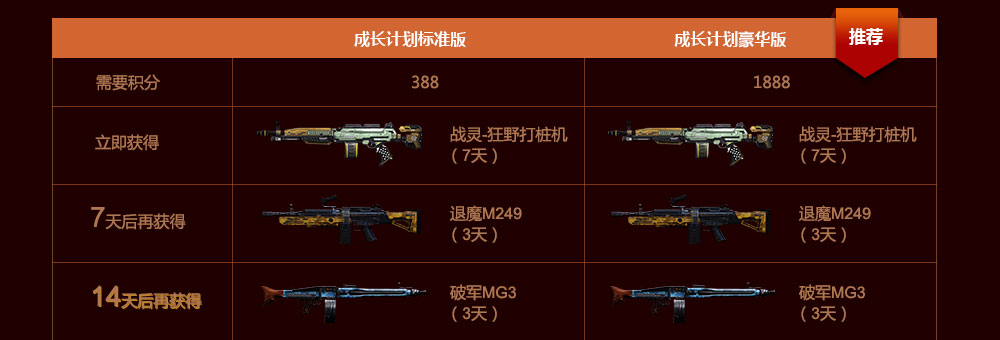 成长计划标准版
成长计划豪华版
推荐
需要积分
388
1888
立即获得
战灵-狂野打桩机
（7天）
战灵-狂野打桩机
（7天）
7天后再获得
退魔M249
（3天）
退魔M249
（3天）
14天后再获得
破军MG3
（3天）
破军MG3
（3天）